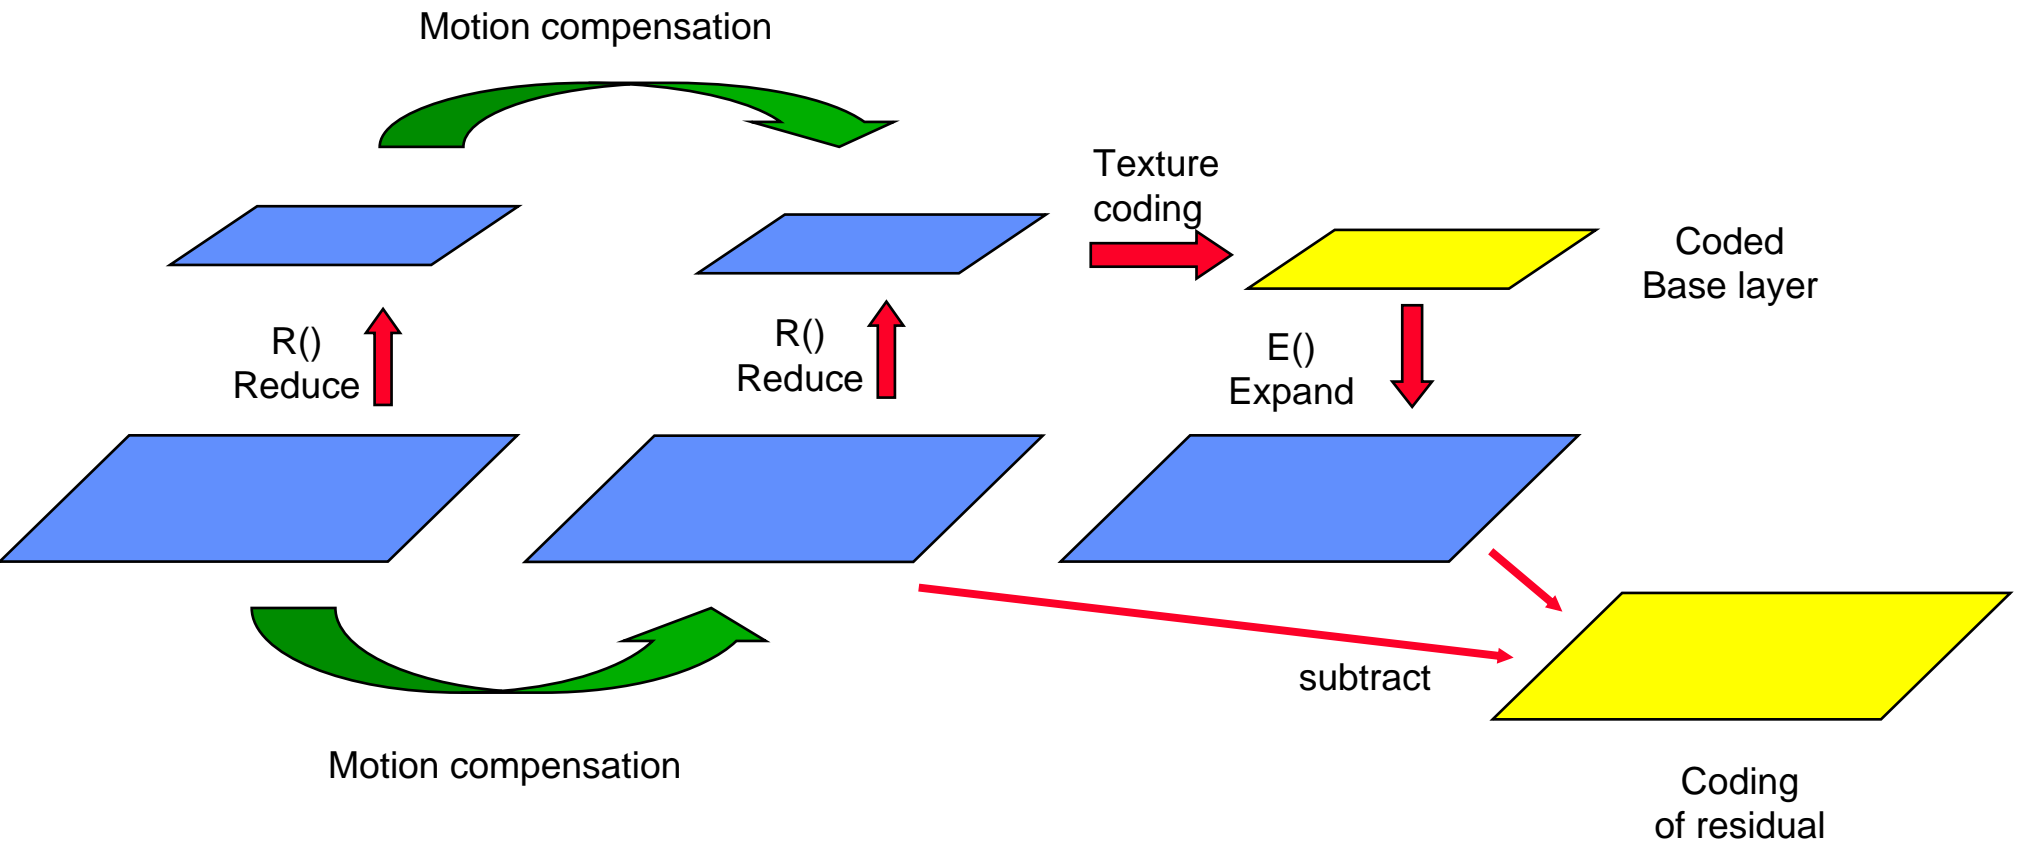 Motion compensation
Texture
coding
Coded
Base layer
R()
Reduce
R()
Reduce
E()
Expand
subtract
Motion compensation
Coding
of residual